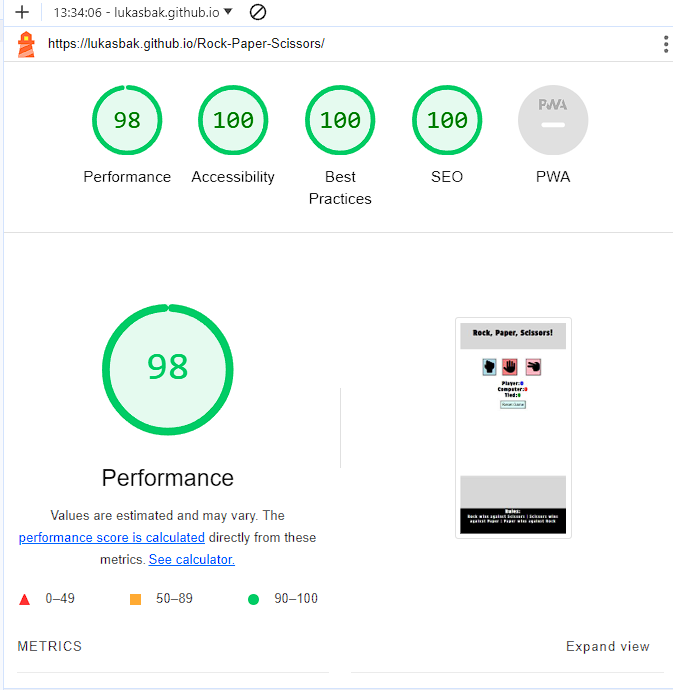 13:34:06 - lukasbak.github.io
https://lukasbak.github.io/Rock-Paper-Scissors/
98 100 100 100 PWA
Performance Accessibility Best Practices SEO PWA
98
Performance
Values are estimated and may vary. The
performance score is calculated directly from these
metrics. See calculator.
0–49 50–89 90–100
Rock, Paper, Scissors!
Player:0
Computer:0
Tied:0
Rules:
Rock wins against Scissors | Scissors wins
against Paper | Paper wins against Rock
METRICS
Expand view